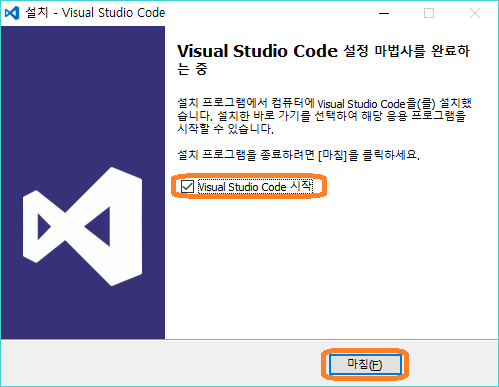 설치 - Visual Studio Code
Visual Studio Code 설정 마법사를 완료하
는 중
설치 프로그램에서 컴퓨터에 Visual Studio Code을(를) 설치했
습니다. 설치한 바로 가기를 선택하여 해당 응용 프로그램을
시작할 수 있습니다.
설치 프로그램을 종료하려면 [마침]을 클릭하세요.
Visual Studio Code 시작
마침(F)